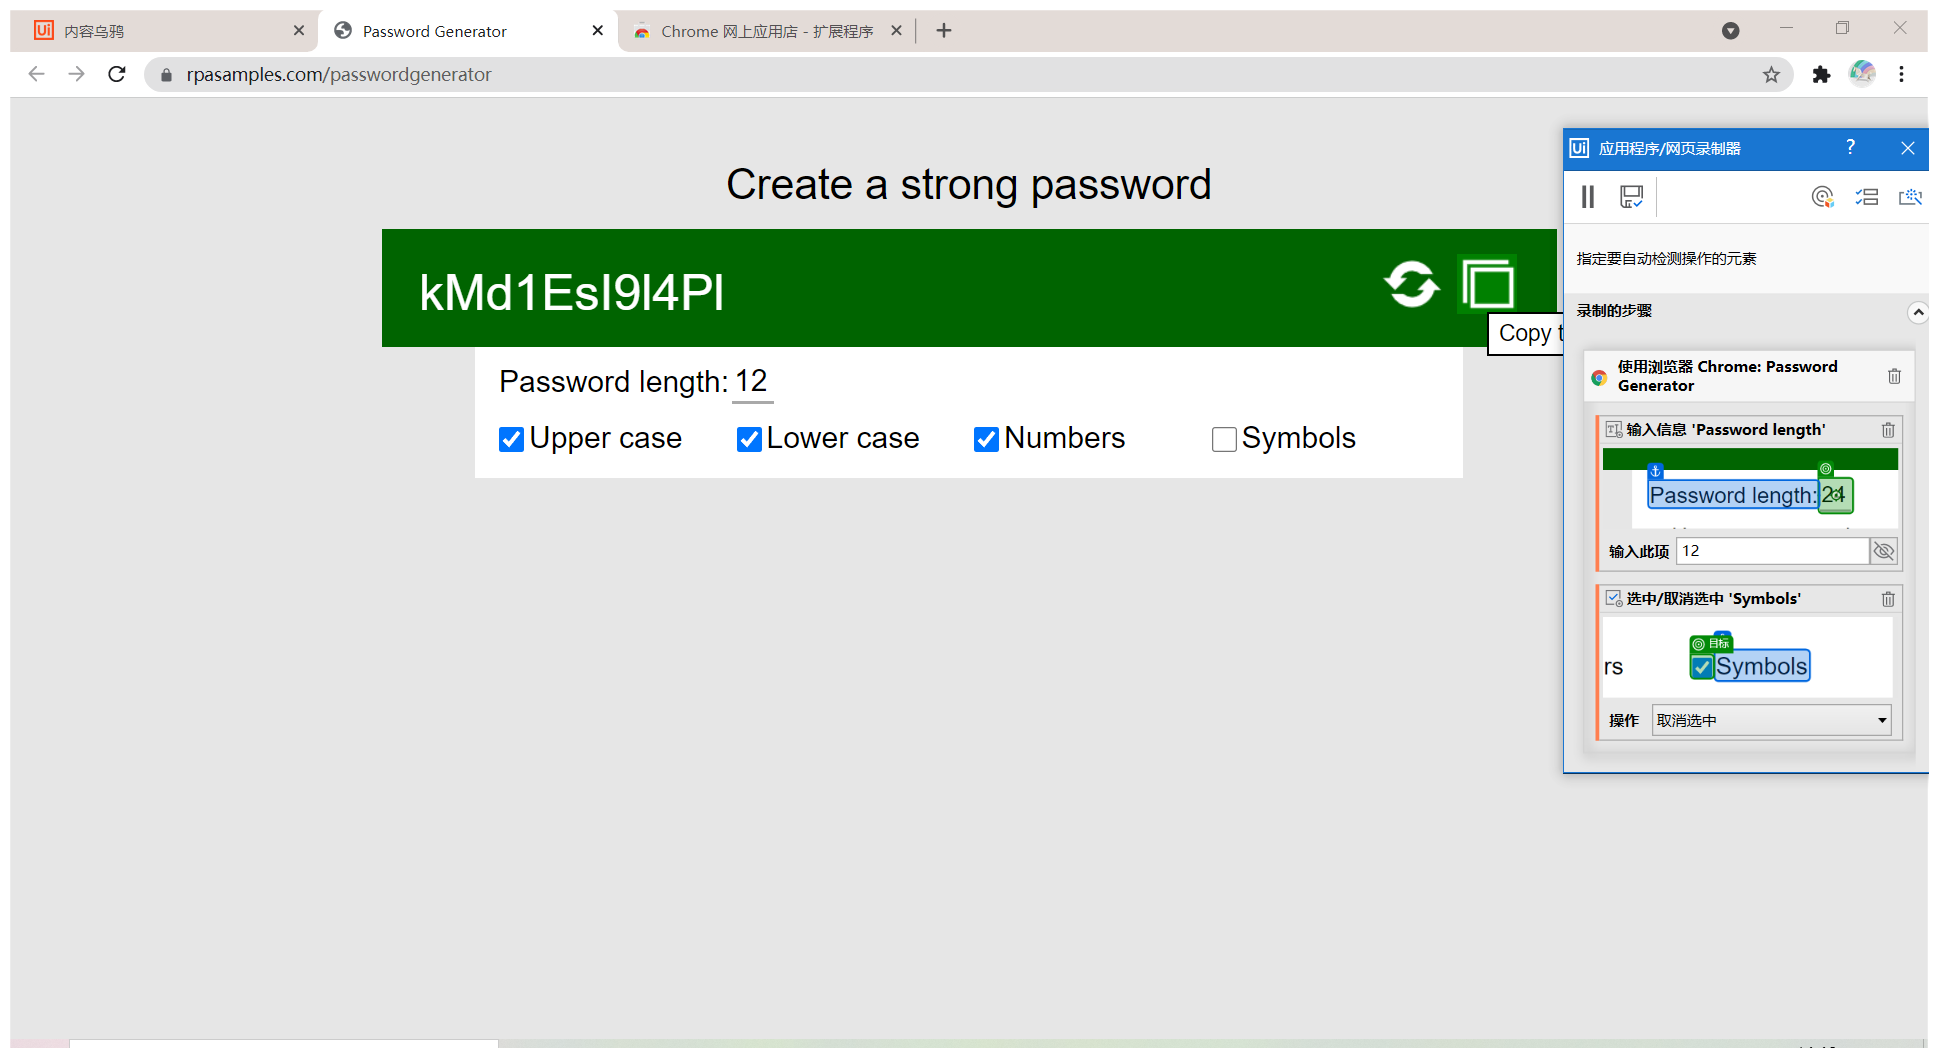 内容乌鸦
Password Generator
Chrome 网上应用店 - 扩展程序
rpasamples.com/passwordgenerator
Create a strong password
kMd1EsI9I4PI
Copy t
Password length: 12
Upper case
Lower case
Numbers
Symbols
Ui 应用程序/网页录制器 ?
指定要自动检测操作的元素
录制的步骤
使用浏览器 Chrome: Password
Generator
输入信息 'Password length'
Password length: 24
输入此项 12
选中/取消选中 'Symbols'
目标
rs Symbols
操作 取消选中